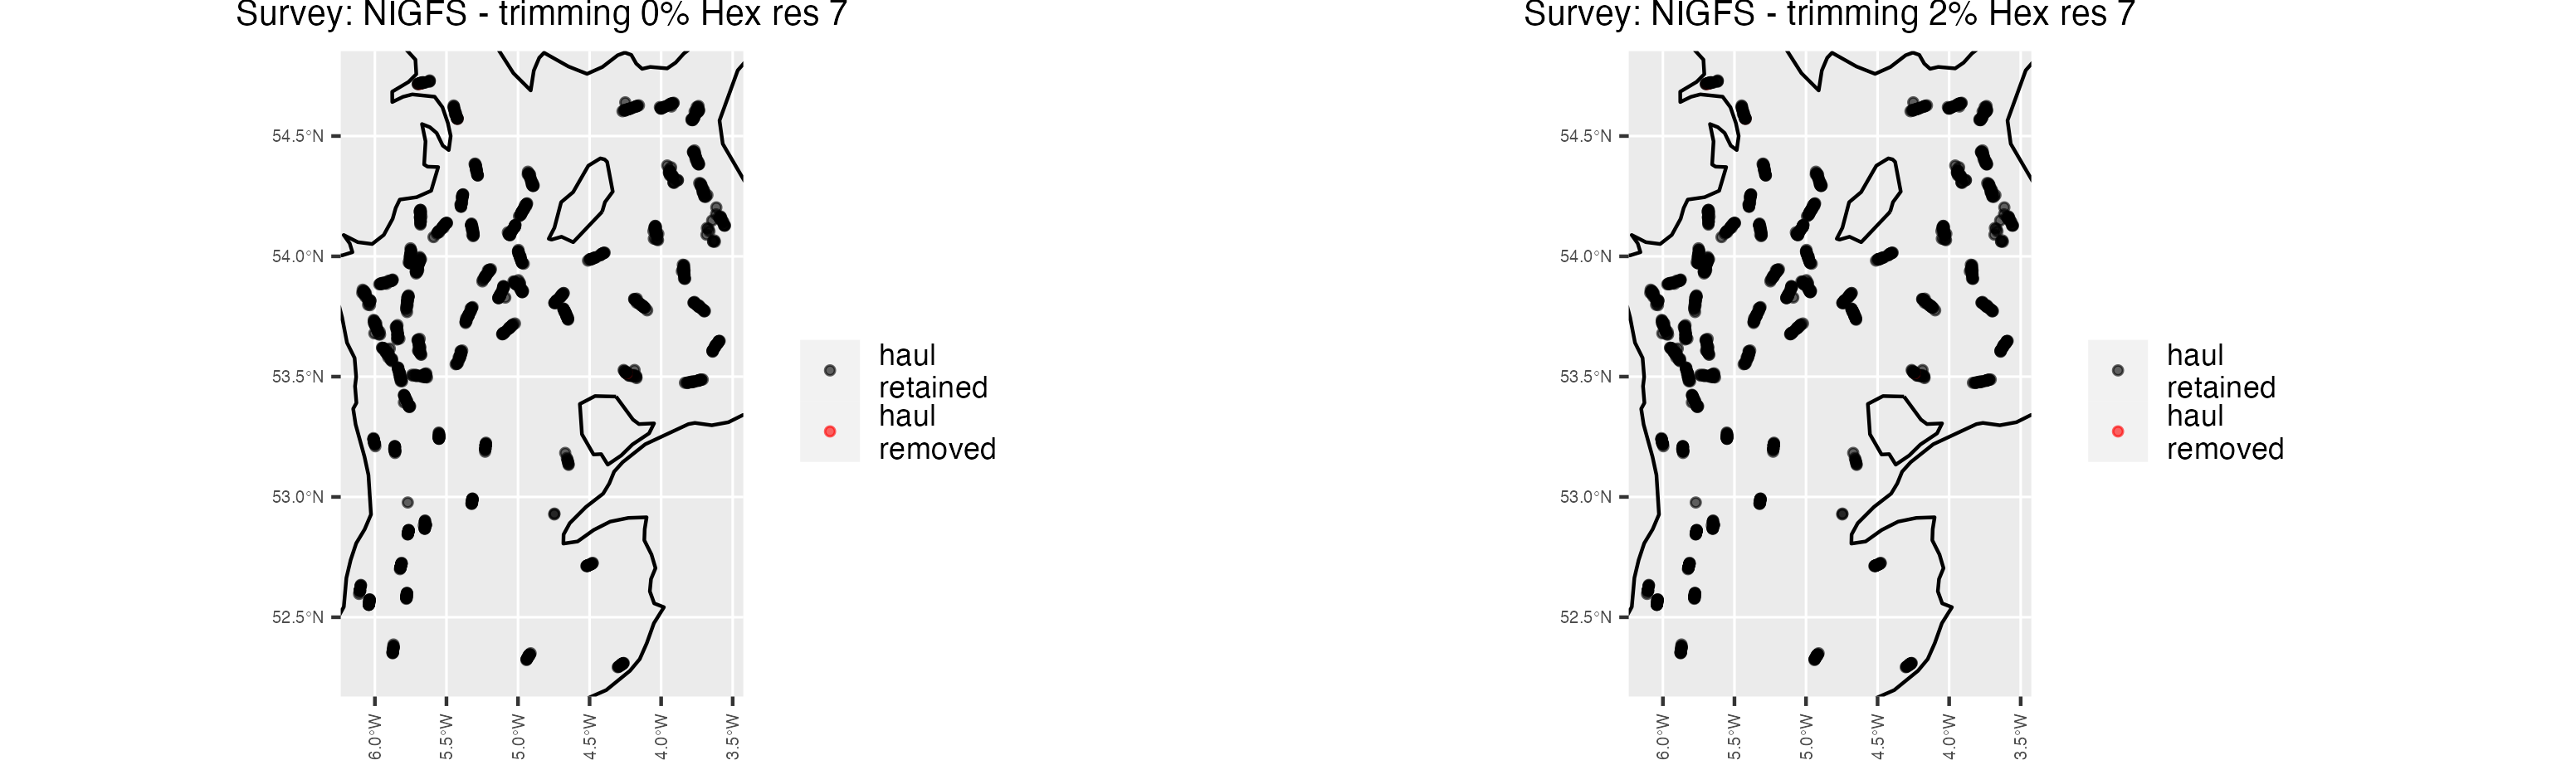 Survey: NIGFS - trimming 0% Hex res 7
54.5°N
54.0°N
53.5°N
53.0°N
52.5°N
6.0°W
5.5°W
5.0°W
4.5°W
4.0°W
3.5°W
haul
retained
haul
removed
Survey: NIGFS - trimming 2% Hex res 7
54.5°N
54.0°N
53.5°N
53.0°N
52.5°N
6.0°W
5.5°W
5.0°W
4.5°W
4.0°W
3.5°W
haul
retained
haul
removed